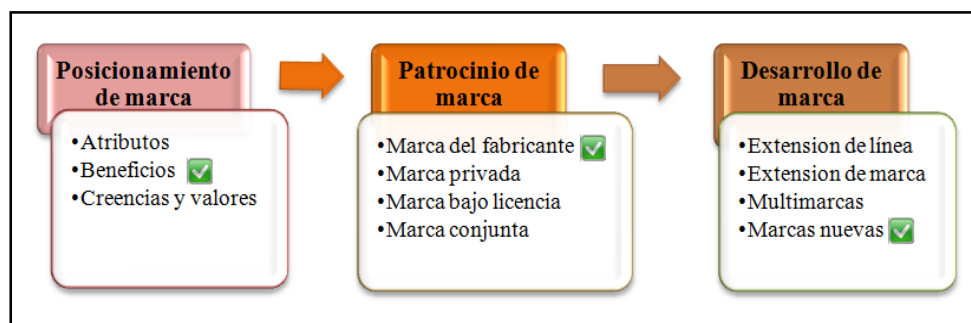 Posicionamiento
de marca
•Atributos
•Beneficios ✅
•Creencias y valores
Patrocinio de
marca
•Marca del fabricante ✅
•Marca privada
•Marca bajo licencia
•Marca conjunta
Desarrollo de
marca
•Extension de línea
•Extension de marca
•Multimarcas
•Marcas nuevas ✅